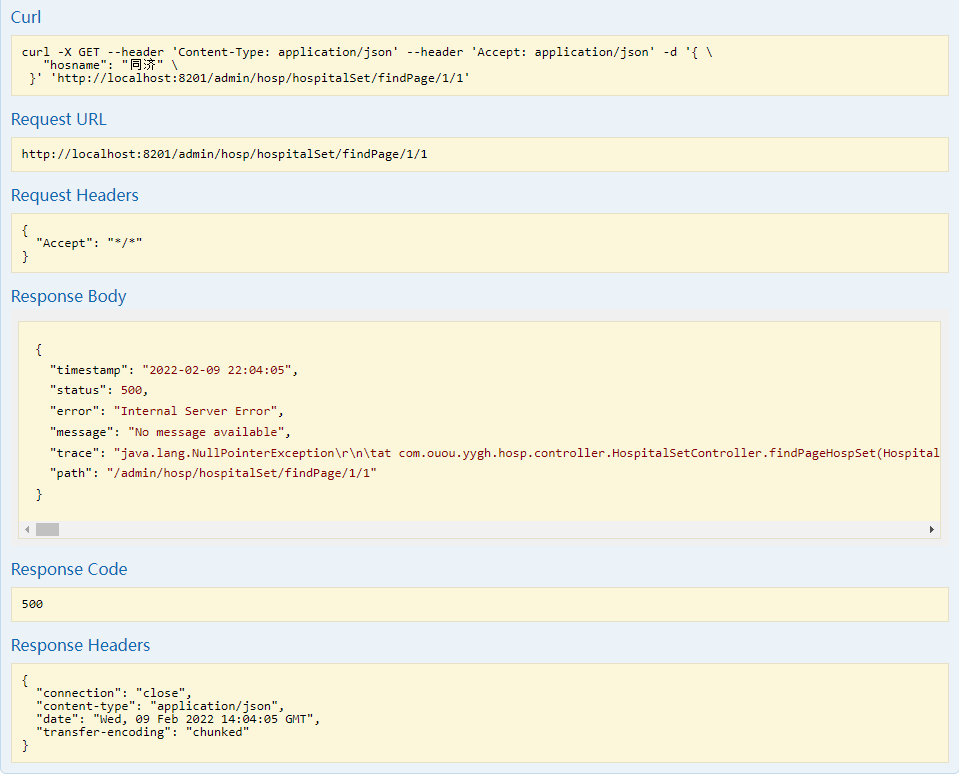 Curl
curl -X GET --header 'Content-Type: application/json' --header 'Accept: application/json' -d '{ \
"hosname": "同济" \
}' 'http://localhost:8201/admin/hosp/hospitalSet/findPage/1/1'
Request URL
http://localhost:8201/admin/hosp/hospitalSet/findPage/1/1
Request Headers
{
"Accept": "*/*"
}
Response Body
{
"timestamp": "2022-02-09 22:04:05",
"status": 500,
"error": "Internal Server Error",
"message": "No message available",
"trace": "java.lang.NullPointerException\r\n\tat com.ouou.yygh.hosp.controller.HospitalSetController.findPageHospSet(Hospital
"path": "/admin/hosp/hospitalSet/findPage/1/1"
}
Response Code
500
Response Headers
{
"connection": "close",
"content-type": "application/json",
"date": "Wed, 09 Feb 2022 14:04:05 GMT",
"transfer-encoding": "chunked"
}